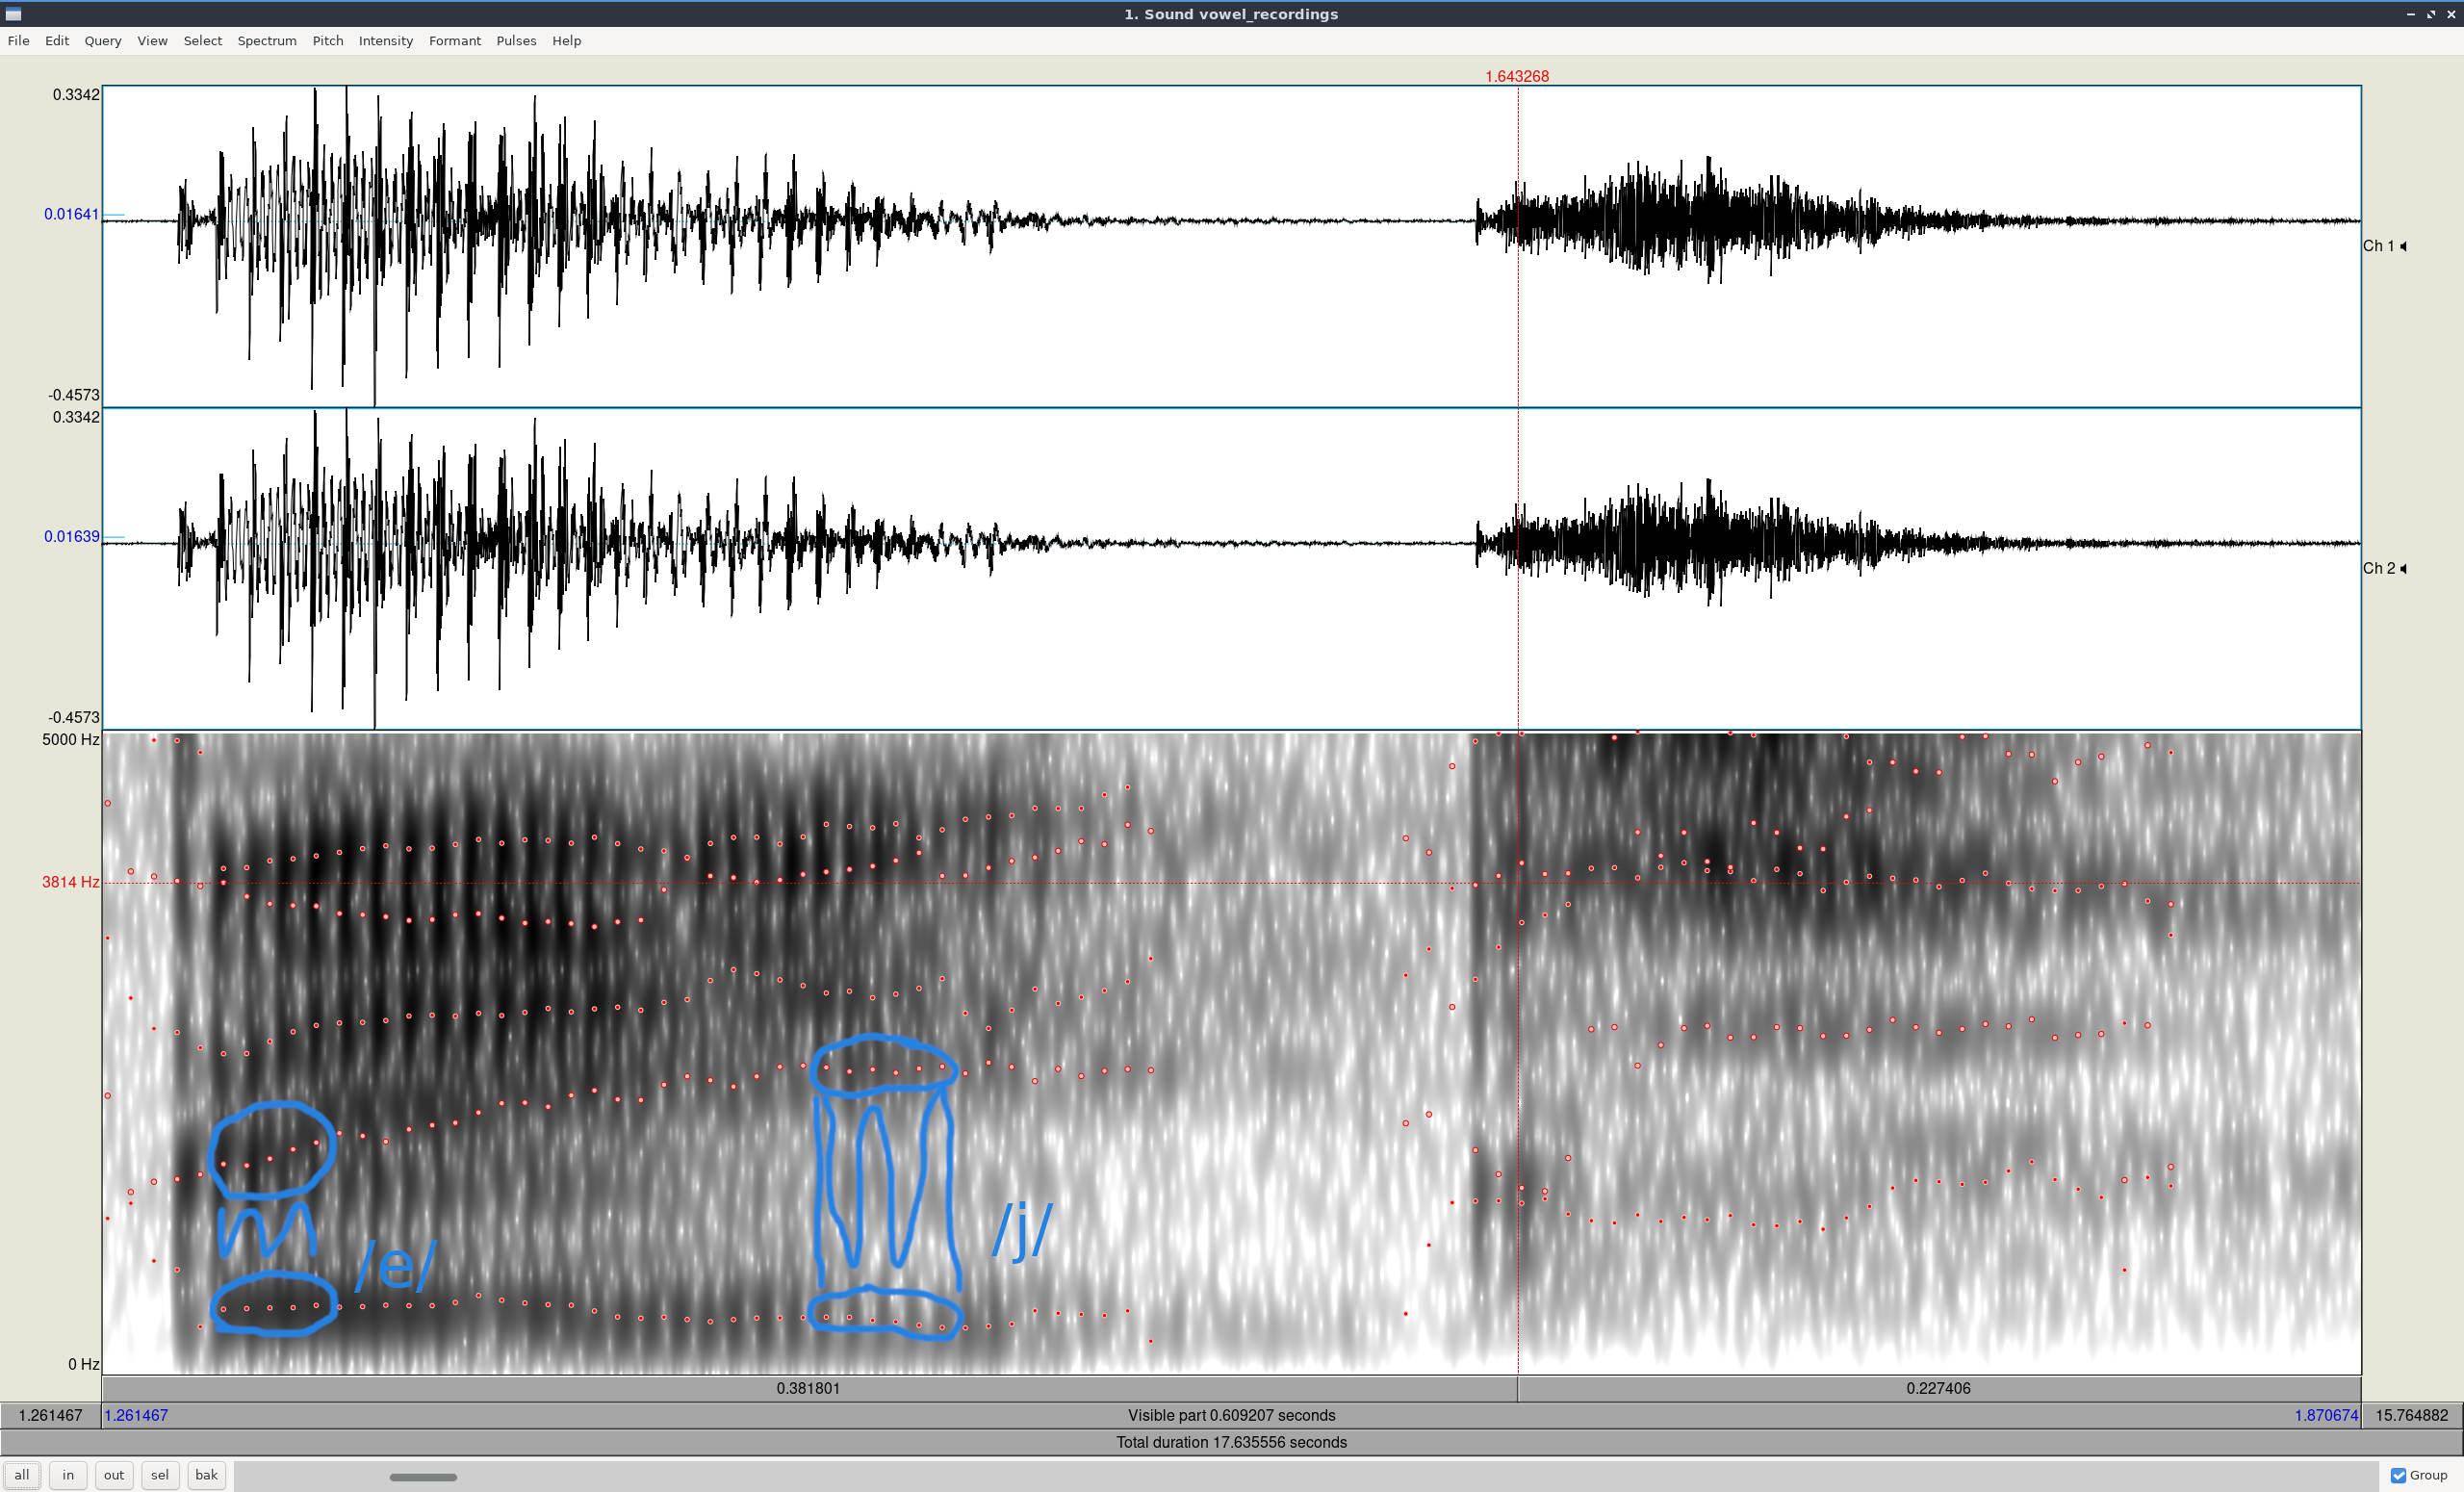 1. Sound vowel_recordings
File Edit Query View Select Spectrum Pitch Intensity Formant Pulses Help
1.643268
0.3342
0.01641
Ch 1
-0.4573
0.3342
0.01639
Ch 2
-0.4573
5000 Hz
3814 Hz
/j/
/e/
0 Hz
0.381801 0.227406
1.261467 1.261467 Visible part 0.609207 seconds 1.870674 15.764882
Total duration 17.635556 seconds
all in out sel bak Group